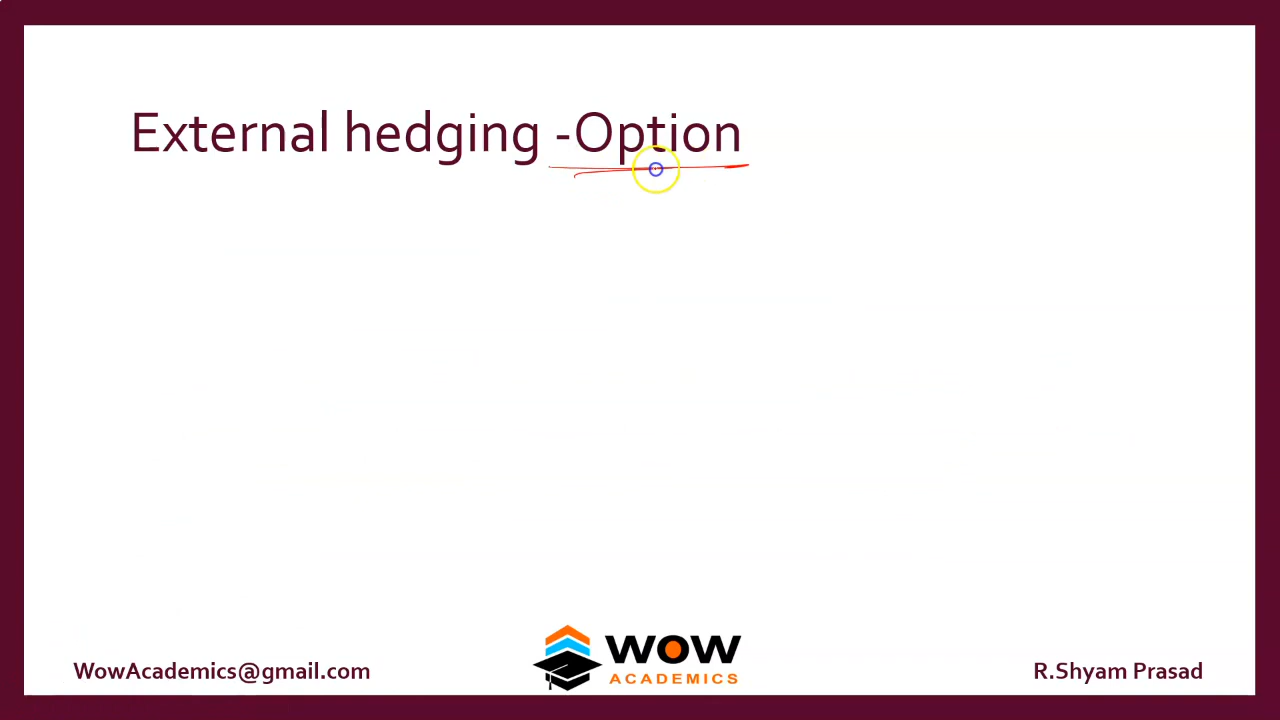 External hedging -Option
WowAcademics@gmail.com
WOW
ACADEMICS
R.Shyam Prasad